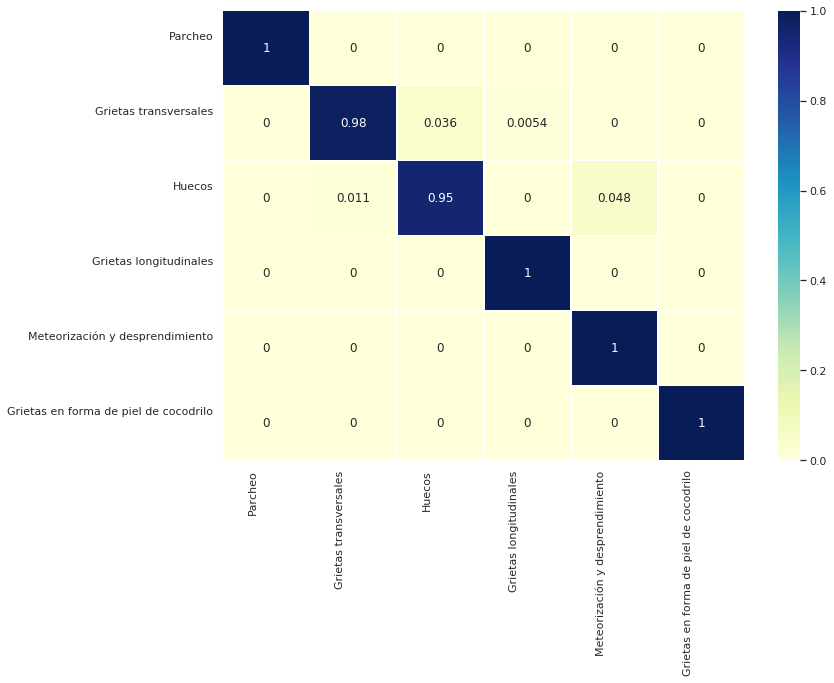 Parcheo 1 0 0 0 0 0
Grietas transversales 0 0.98 0.036 0.0054 0 0
Huecos 0 0.011 0.95 0 0.048 0
Grietas longitudinales 0 0 0 1 0 0
Meteorización y desprendimiento 0 0 0 0 1 0
Grietas en forma de piel de cocodrilo 0 0 0 0 0 1
Parcheo
Grietas transversales
Huecos
Grietas longitudinales
Meteorización y desprendimiento
Grietas en forma de piel de cocodrilo
1.0
0.8
0.6
0.4
0.2
0.0